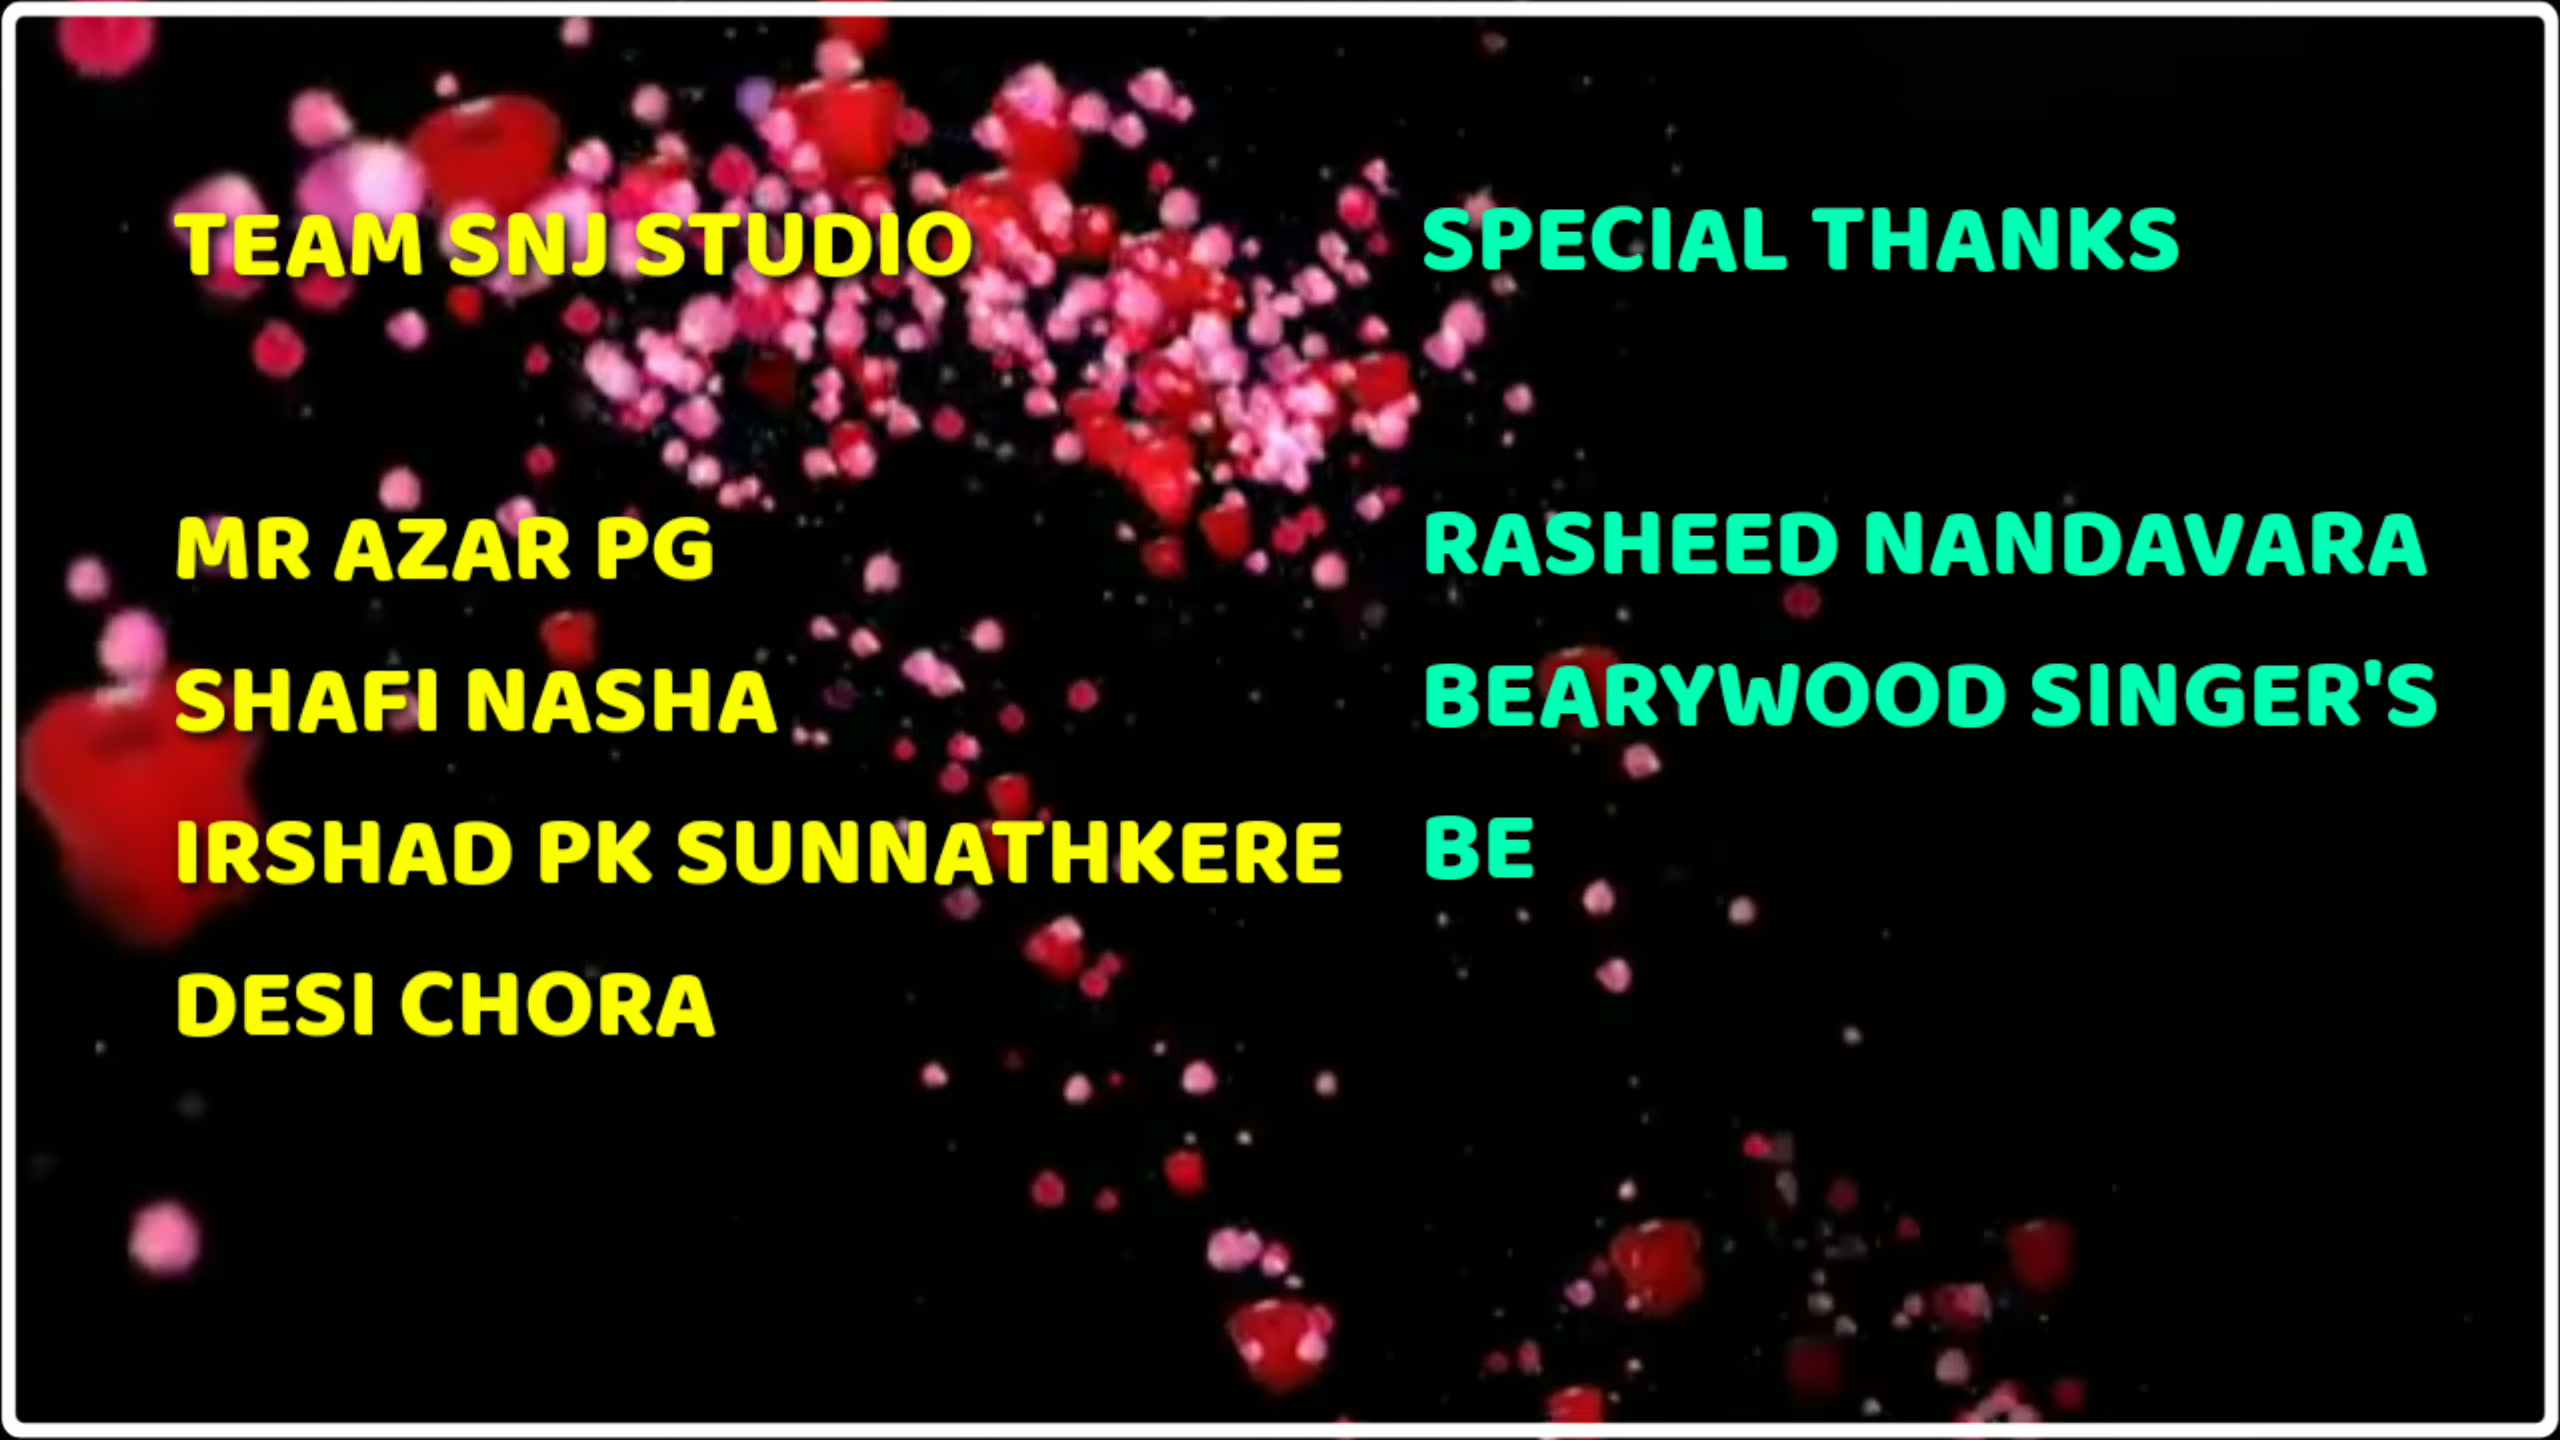 TEAM SNJ STUDIO
MR AZAR PG
SHAFI NASHA
IRSHAD PK SUNNATHKERE
DESI CHORA
SPECIAL THANKS
RASHEED NANDAVARA
BEARYWOOD SINGER'S
BE